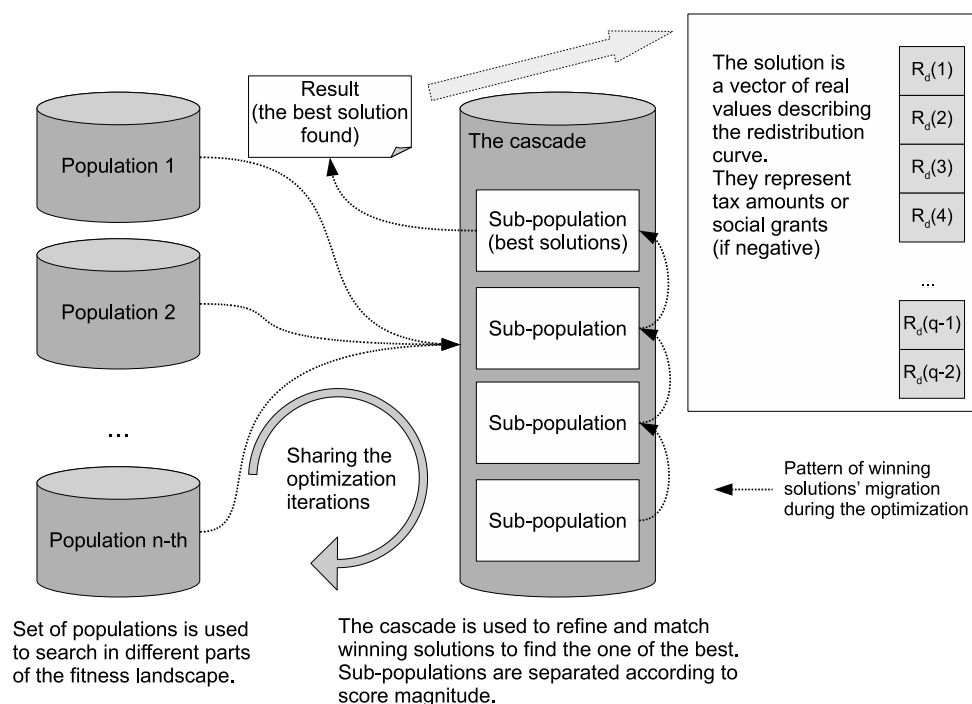 Population 1
Population 2
...
Population n-th
Set of populations is used
to search in different parts
of the fitness landscape.
Result
(the best solution
found)
Sharing the
optimization
iterations
The cascade
Sub-population
(best solutions)
Sub-population
Sub-population
Sub-population
The cascade is used to refine and match
winning solutions to find the one of the best.
Sub-populations are separated according to
score magnitude.
The solution is
a vector of real
values describing
the redistribution
curve.
They represent
tax amounts or
social grants
(if negative)
R_d(1)
R_d(2)
R_d(3)
R_d(4)
...
R_d(q-1)
R_d(q-2)
Pattern of winning
solutions' migration
during the optimization